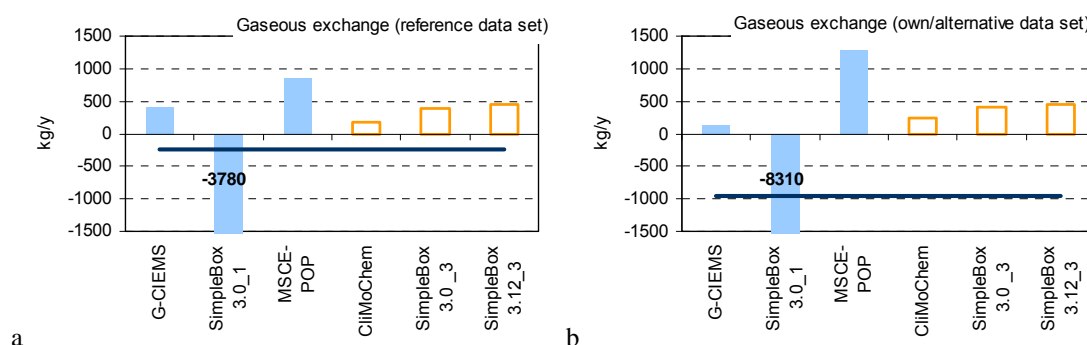 Gaseous exchange (reference data set)
1500
1000
500
0
-500
-1000
-1500
kg/y
-3780
G-CIEMS
SimpleBox
3.0_1
MSCE-
POP
CliMoChem
SimpleBox
3.0_3
SimpleBox
3.12_3
a
Gaseous exchange (own/alternative data set)
1500
1000
500
0
-500
-1000
-1500
kg/y
-8310
G-CIEMS
SimpleBox
3.0_1
MSCE-
POP
CliMoChem
SimpleBox
3.0_3
SimpleBox
3.12_3
b